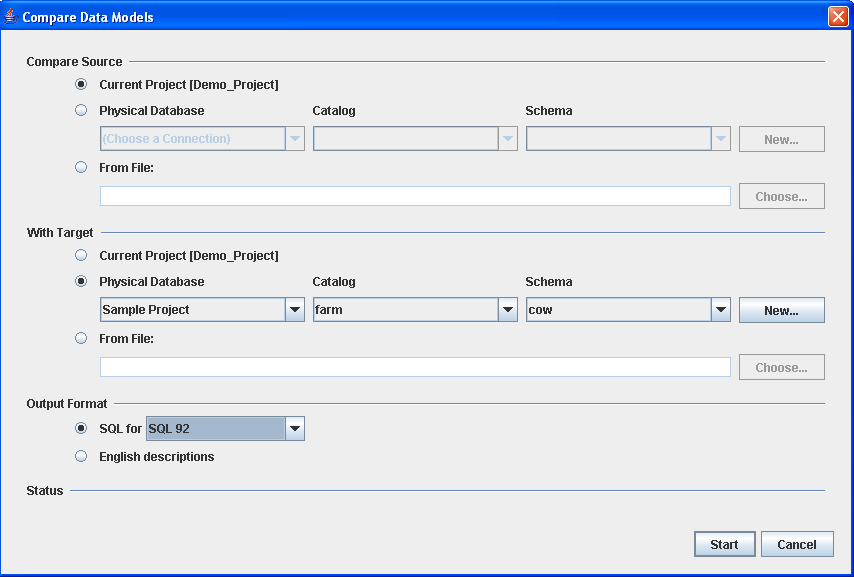 Compare Data Models
Compare Source
Current Project [Demo_Project]
Physical Database Catalog Schema
(Choose a Connection) New...
From File:
Choose...
With Target
Current Project [Demo_Project]
Physical Database Catalog Schema
Sample Project farm cow New...
From File:
Choose...
Output Format
SQL for SQL 92
English descriptions
Status
Start Cancel